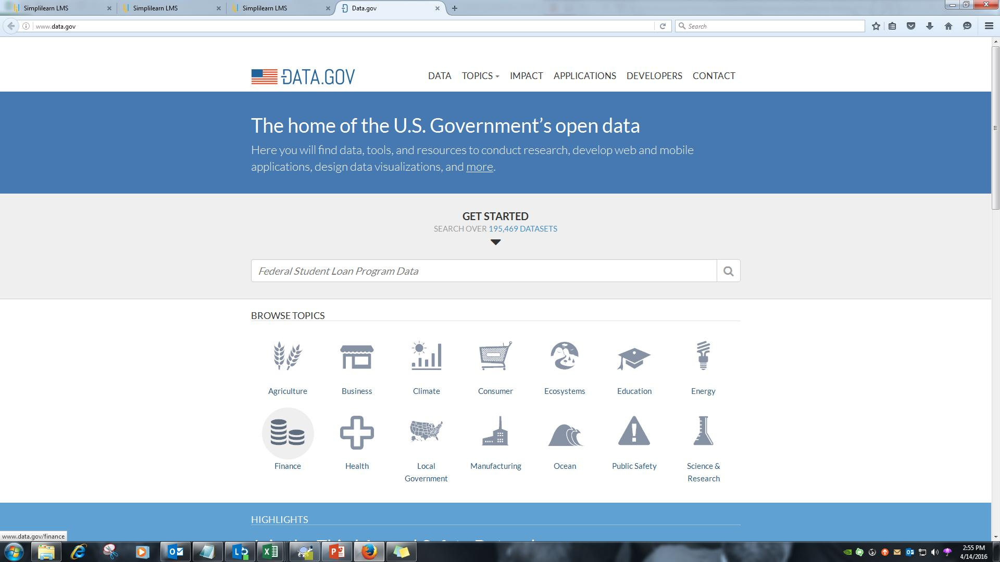 Simplilearn LMS
Simplilearn LMS
Simplilearn LMS
Data.gov
www.data.gov
Search
DATA.GOV
DATA
TOPICS
IMPACT
APPLICATIONS
DEVELOPERS
CONTACT
The home of the U.S. Government’s open data
Here you will find data, tools, and resources to conduct research, develop web and mobile
applications, design data visualizations, and more.
GET STARTED
SEARCH OVER 195,469 DATASETS
Federal Student Loan Program Data
BROWSE TOPICS
Agriculture
Business
Climate
Consumer
Ecosystems
Education
Energy
Finance
Health
Local
Government
Manufacturing
Ocean
Public Safety
Science &
Research
HIGHLIGHTS
www.data.gov/finance
2:55 PM
4/14/2016